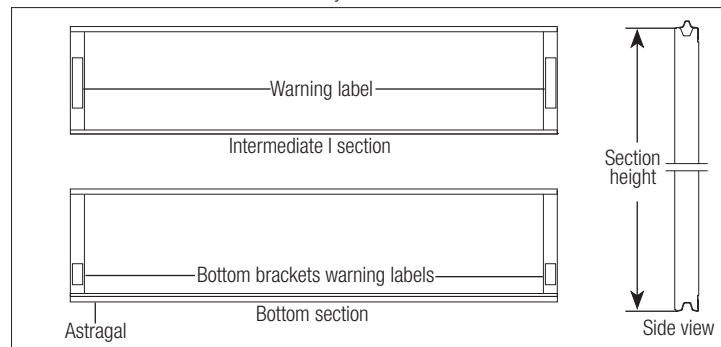 Warning label
Intermediate I section
Section
height
Bottom brackets warning labels
Bottom section
Astragal
Side view